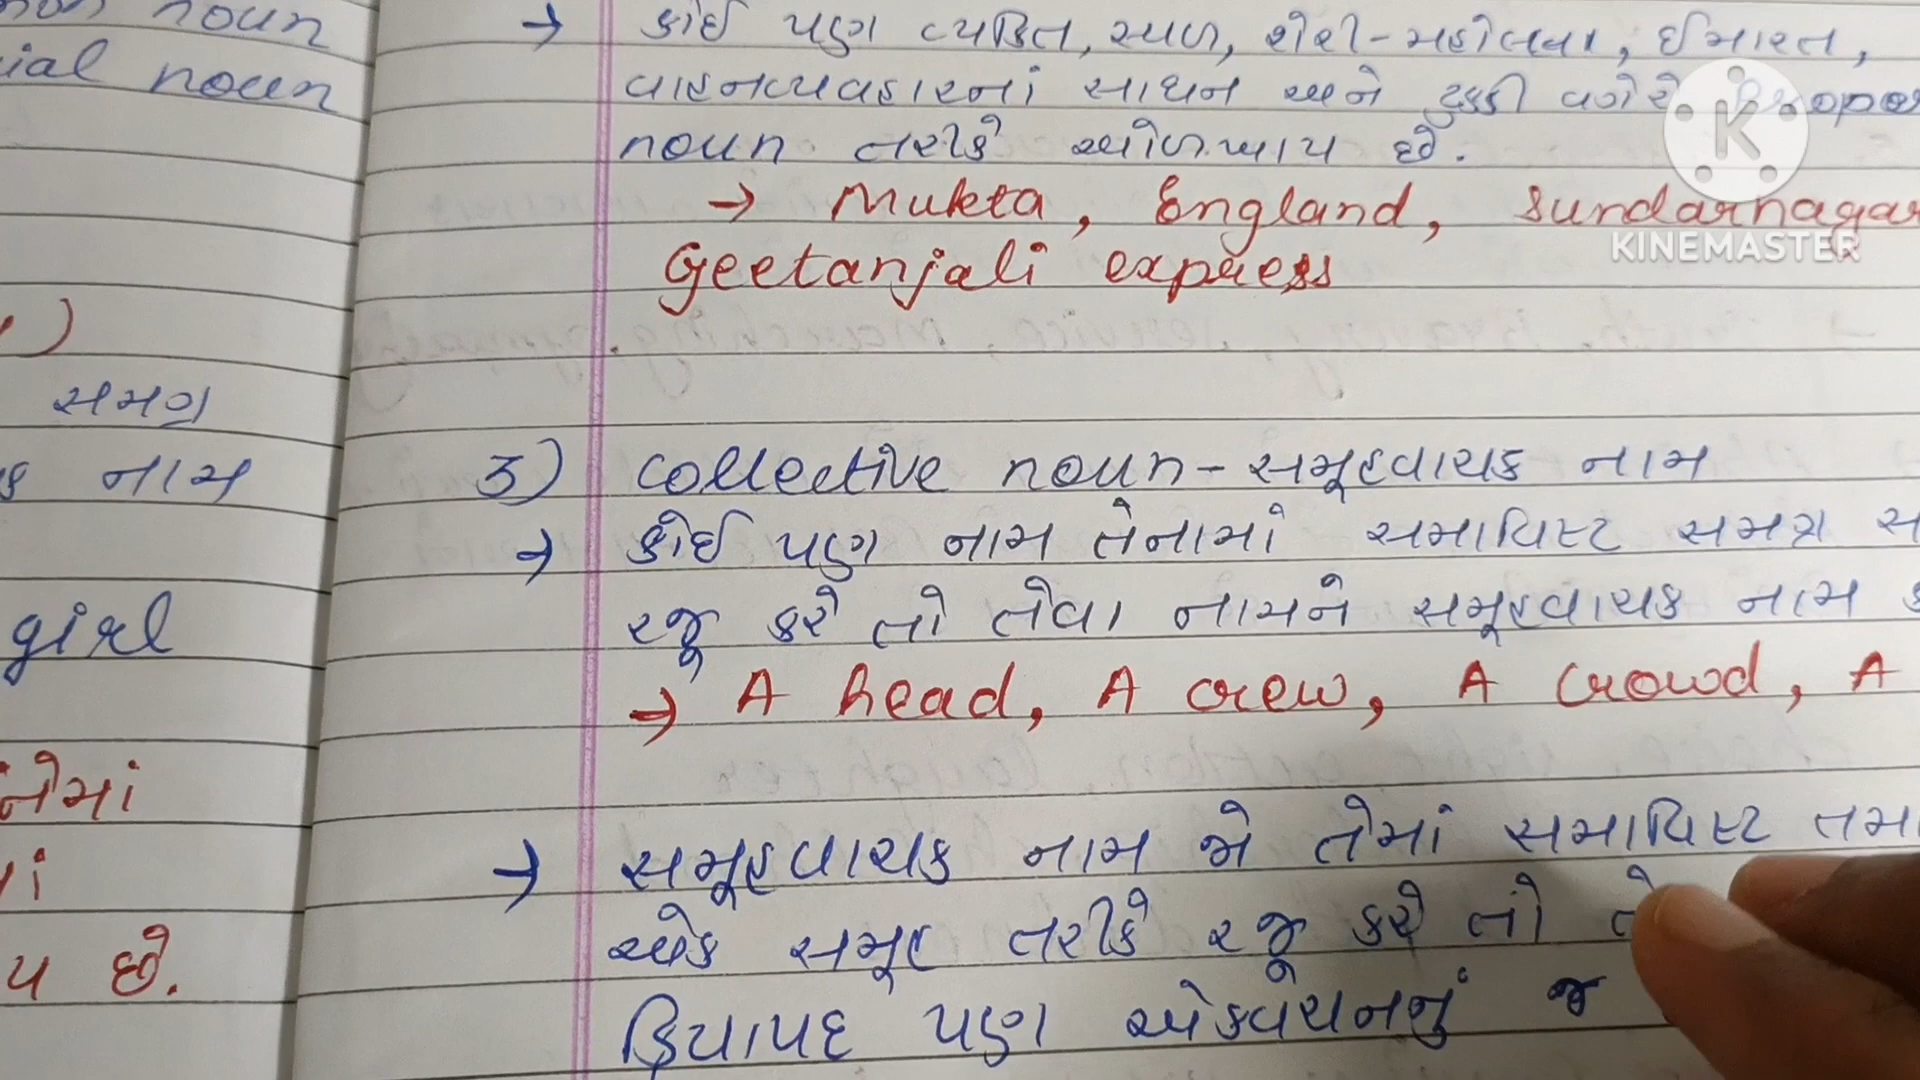 noun
ial noun
)
સમગ્ર
ક નામ
girl
નેમાં
ય છે.
→ કોઈ પણ વ્યક્તિ, સ્થળ, શેરી-મહોલ્લા, ઈમારત,
વાહનવ્યવહારનાં સાધન અને ટુકડી વગેરે Proper
noun તરીકે ઓળખાય છે.
→ Mukta, England, Sundarnagar
Geetanjali express
3) collective noun - સમૂહવાચક નામ
→ કોઈ પણ નામ તેનામાં સમાવિષ્ટ સમગ્ર સ
રજૂ કરે તો તેવા નામને સમૂહવાચક નામ ક
→ A head, A crew, A Crowd, A
→ સમૂહવાચક નામ જો તેમાં સમાવિષ્ટ તમા
એક સમૂહ તરીકે રજૂ કરે તો તે
ક્રિયાપદ પણ એકવચનનું જ
K
KINEMASTER